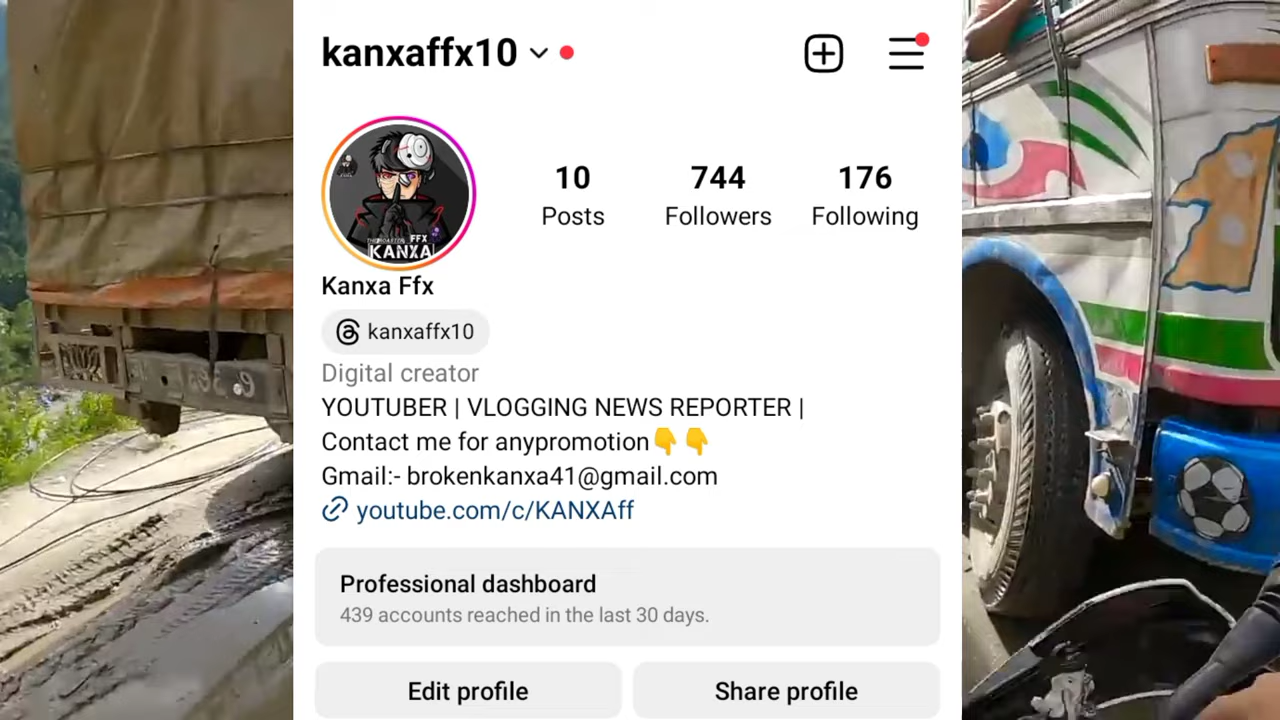 kanxaffx10
10 Posts
744 Followers
176 Following
FFX
KANXA
Kanxa Ffx
kanxaffx10
Digital creator
YOUTUBER | VLOGGING NEWS REPORTER |
Contact me for anypromotion👇👇
Gmail:- brokenkanxa41@gmail.com
youtube.com/c/KANXAff
Professional dashboard
439 accounts reached in the last 30 days.
Edit profile
Share profile